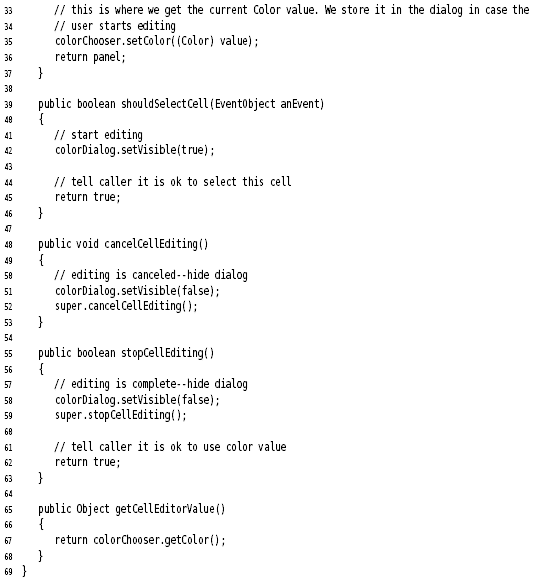 33 // this is where we get the current Color value. We store it in the dialog in case the
34 // user starts editing
35 colorChooser.setColor((Color) value);
36 return panel;
37 }
38
39 public boolean shouldSelectCell(EventObject anEvent)
40 {
41 // start editing
42 colorDialog.setVisible(true);
43
44 // tell caller it is ok to select this cell
45 return true;
46 }
47
48 public void cancelCellEditing()
49 {
50 // editing is canceled--hide dialog
51 colorDialog.setVisible(false);
52 super.cancelCellEditing();
53 }
54
55 public boolean stopCellEditing()
56 {
57 // editing is complete--hide dialog
58 colorDialog.setVisible(false);
59 super.stopCellEditing();
60
61 // tell caller it is ok to use color value
62 return true;
63 }
64
65 public Object getCellEditorValue()
66 {
67 return colorChooser.getColor();
68 }
69 }